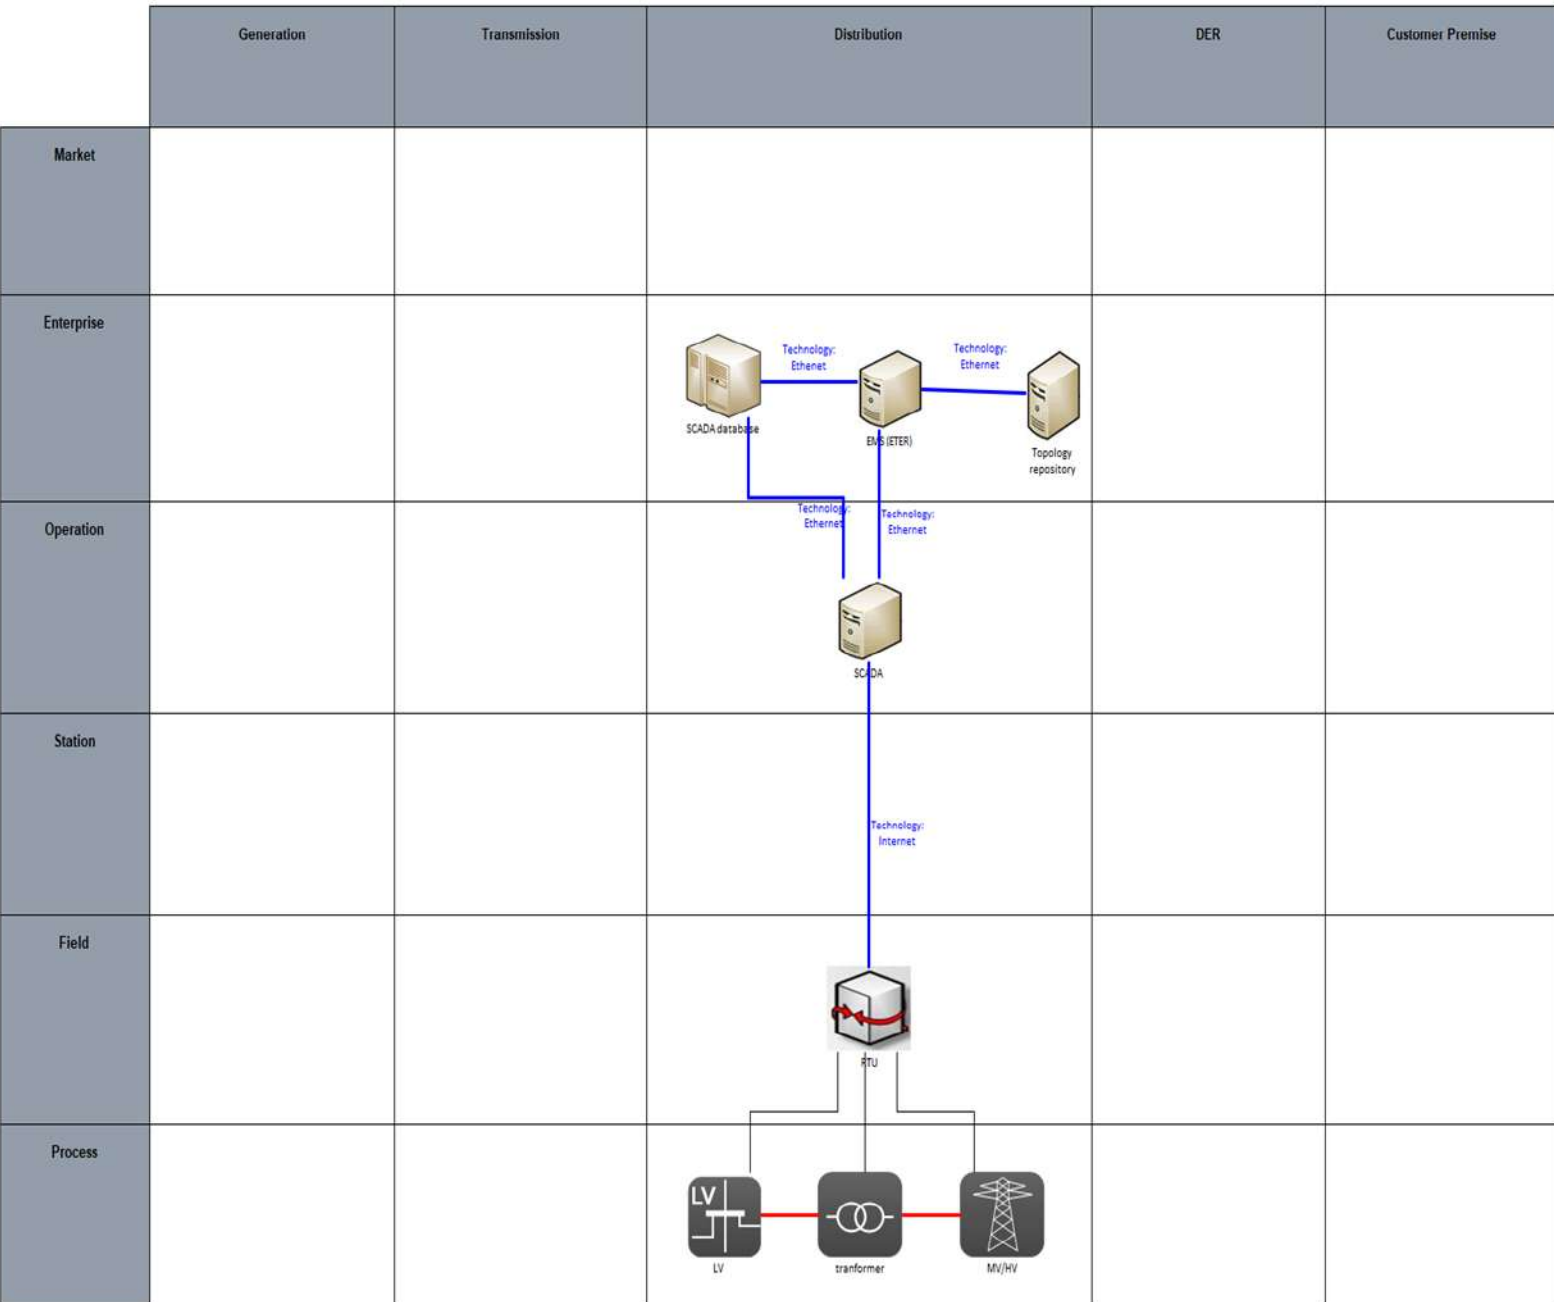 Generation
Transmission
Distribution
DER
Customer Premise
Market
Enterprise
Technology:
Ethenet
Technology:
Ethernet
SCADA database
EMS (ETER)
Topology
repository
Operation
Technology:
Ethernet
Technology:
Ethernet
SCADA
Station
Technology:
Internet
Field
RTU
Process
LV
LV
tranformer
MV/HV